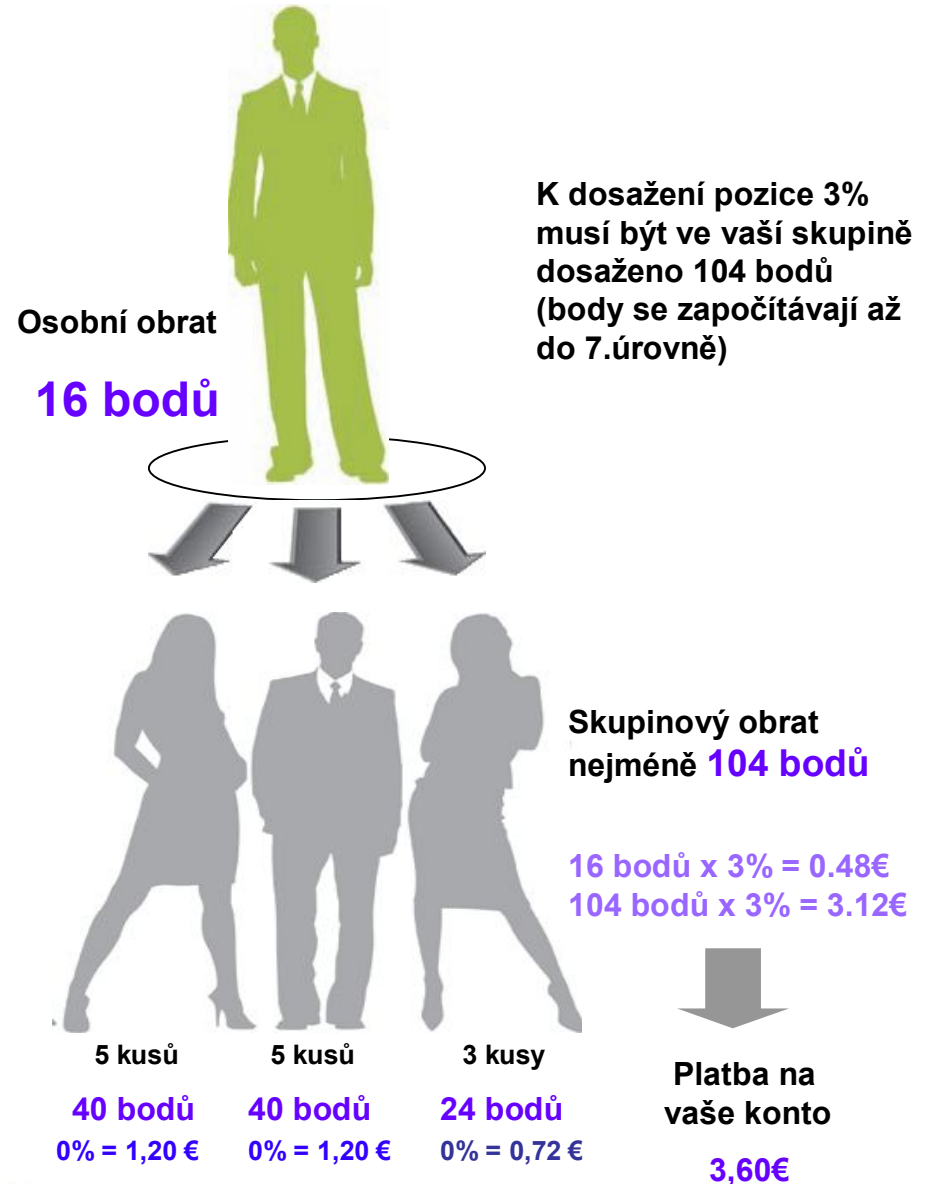 K dosažení pozice 3%
musí být ve vaší skupině
dosaženo 104 bodů
(body se započítávají až
do 7.úrovně)
Osobní obrat
16 bodů
Skupinový obrat
nejméně 104 bodů
16 bodů x 3% = 0.48€
104 bodů x 3% = 3.12€
5 kusů
40 bodů
0% = 1,20 €
5 kusů
40 bodů
0% = 1,20 €
3 kusy
24 bodů
0% = 0,72 €
Platba na
vaše konto
3,60€